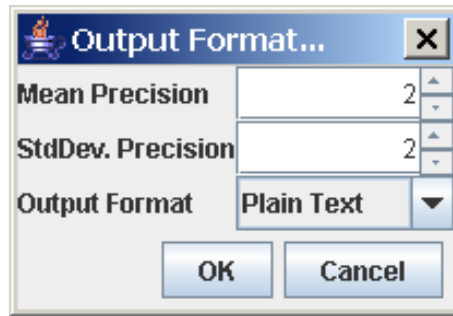 Output Format...
Mean Precision 2
StdDev. Precision 2
Output Format Plain Text
OK Cancel